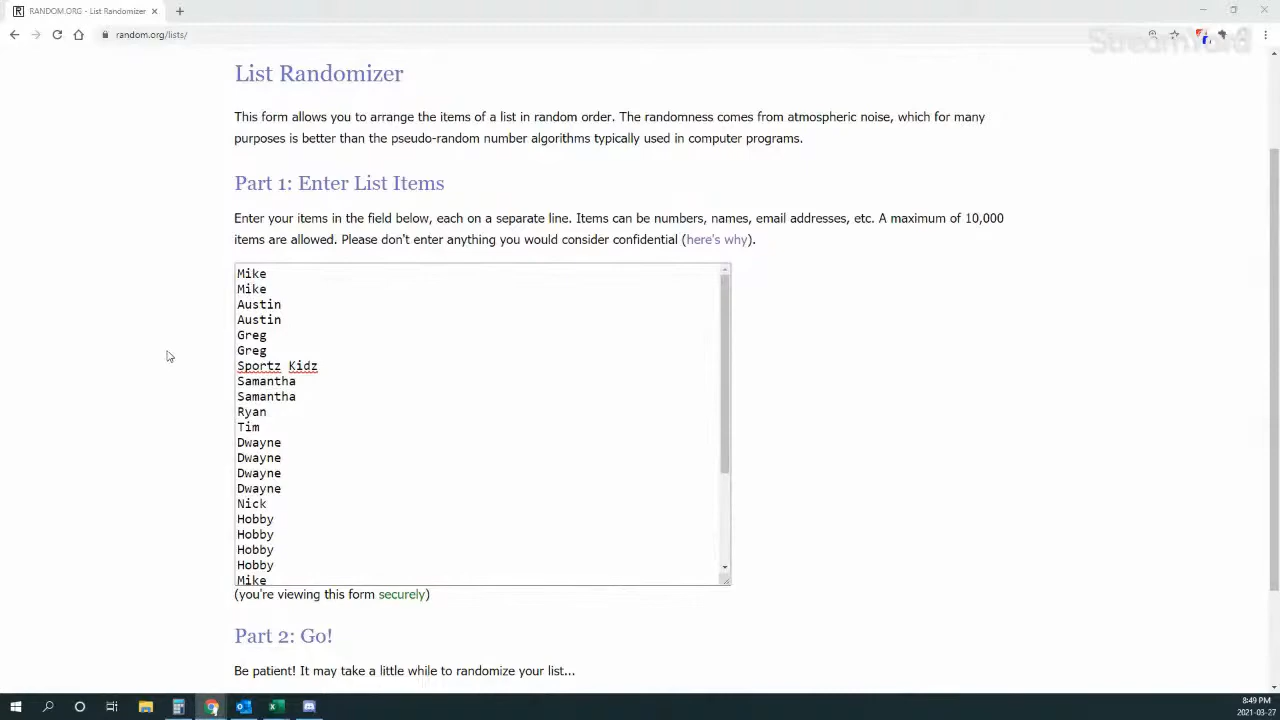 RANDOM.ORG - List Randomizer
random.org/lists/
StreamYard
List Randomizer
This form allows you to arrange the items of a list in random order. The randomness comes from atmospheric noise, which for many
purposes is better than the pseudo-random number algorithms typically used in computer programs.
Part 1: Enter List Items
Enter your items in the field below, each on a separate line. Items can be numbers, names, email addresses, etc. A maximum of 10,000
items are allowed. Please don't enter anything you would consider confidential (here's why).
Mike
Mike
Austin
Austin
Greg
Greg
Sportz Kidz
Samantha
Samantha
Ryan
Tim
Dwayne
Dwayne
Dwayne
Dwayne
Nick
Hobby
Hobby
Hobby
Hobby
Mike
(you're viewing this form securely)
Part 2: Go!
Be patient! It may take a little while to randomize your list...
8:49 PM
2021-03-27